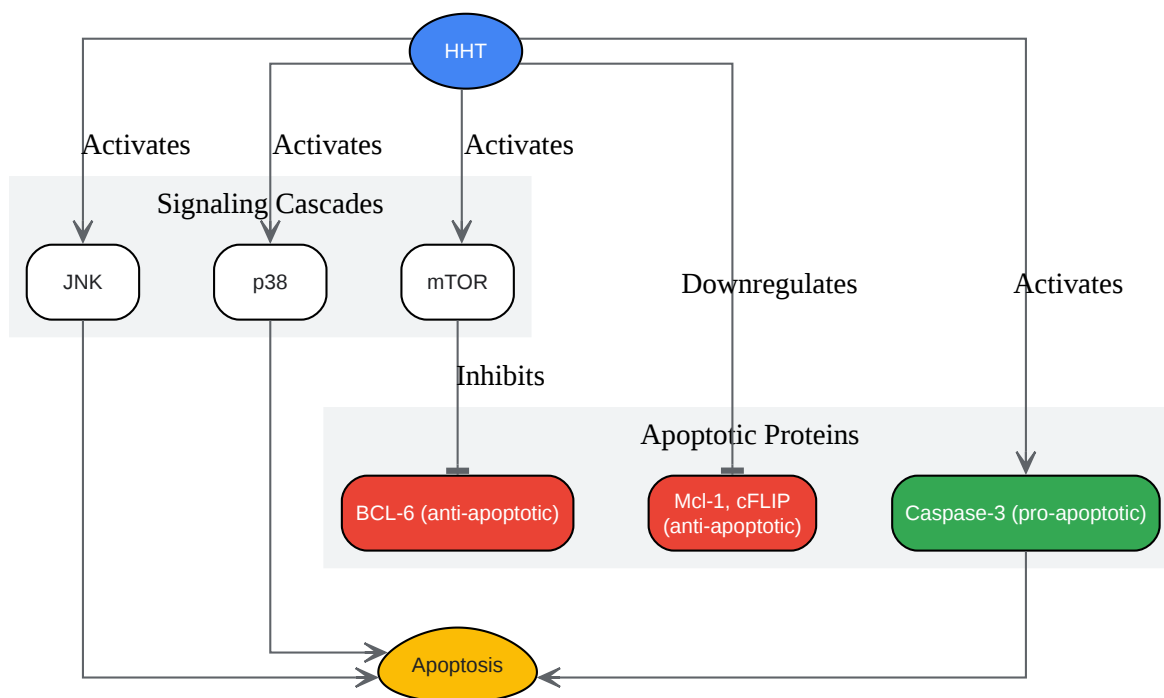 HHT
Activates
Activates
Activates
Signaling Cascades
JNK
p38
mTOR
Downregulates
Activates
Inhibits
Apoptotic Proteins
BCL-6 (anti-apoptotic)
Mcl-1, cFLIP
(anti-apoptotic)
Caspase-3 (pro-apoptotic)
Apoptosis